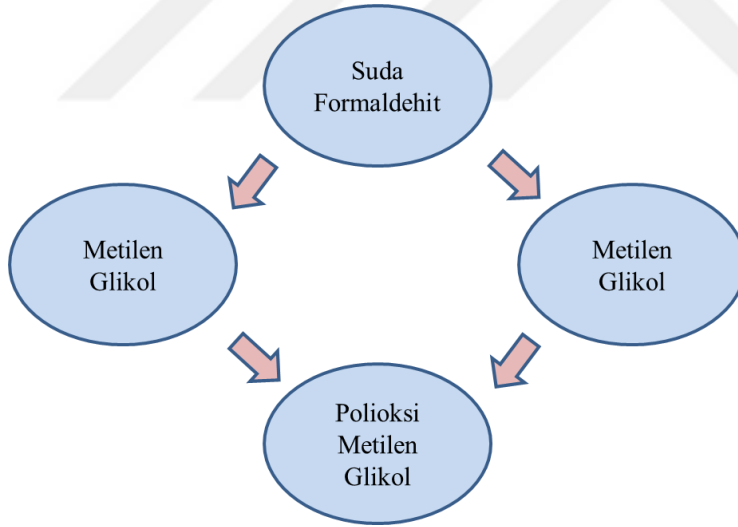 Suda
Formaldehit
Metilen
Glikol
Metilen
Glikol
Polioksi
Metilen
Glikol